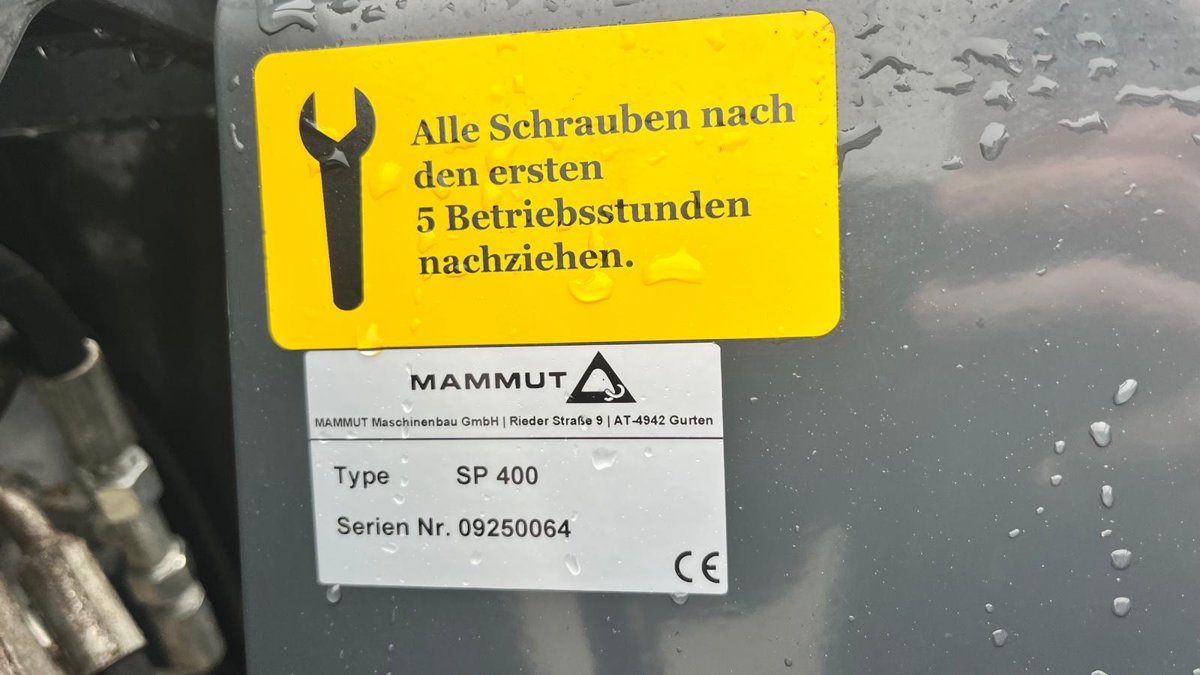 Alle Schrauben nach
den ersten
5 Betriebsstunden
nachziehen.
MAMMUT
MAMMUT Maschinenbau GmbH | Rieder Straße 9 | AT-4942 Gurten
Type SP 400
Serien Nr. 09250064
CE